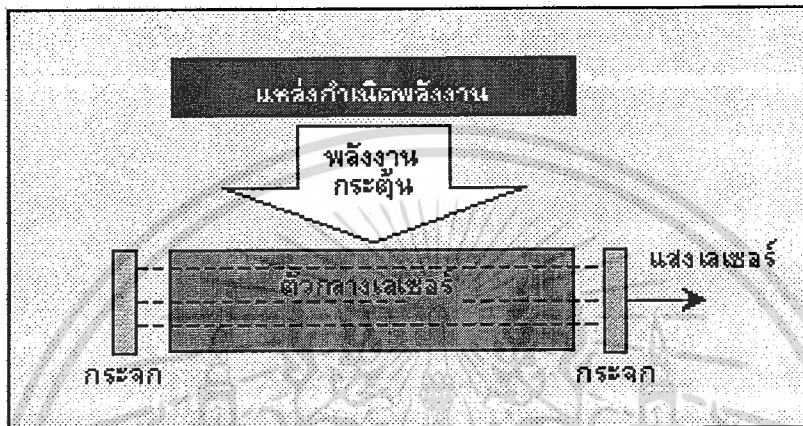 แหล่งกำเนิดพลังงาน
พลังงาน
กระตุ้น
ตัวกลางเลเซอร์
แสงเลเซอร์
กระจก
กระจก